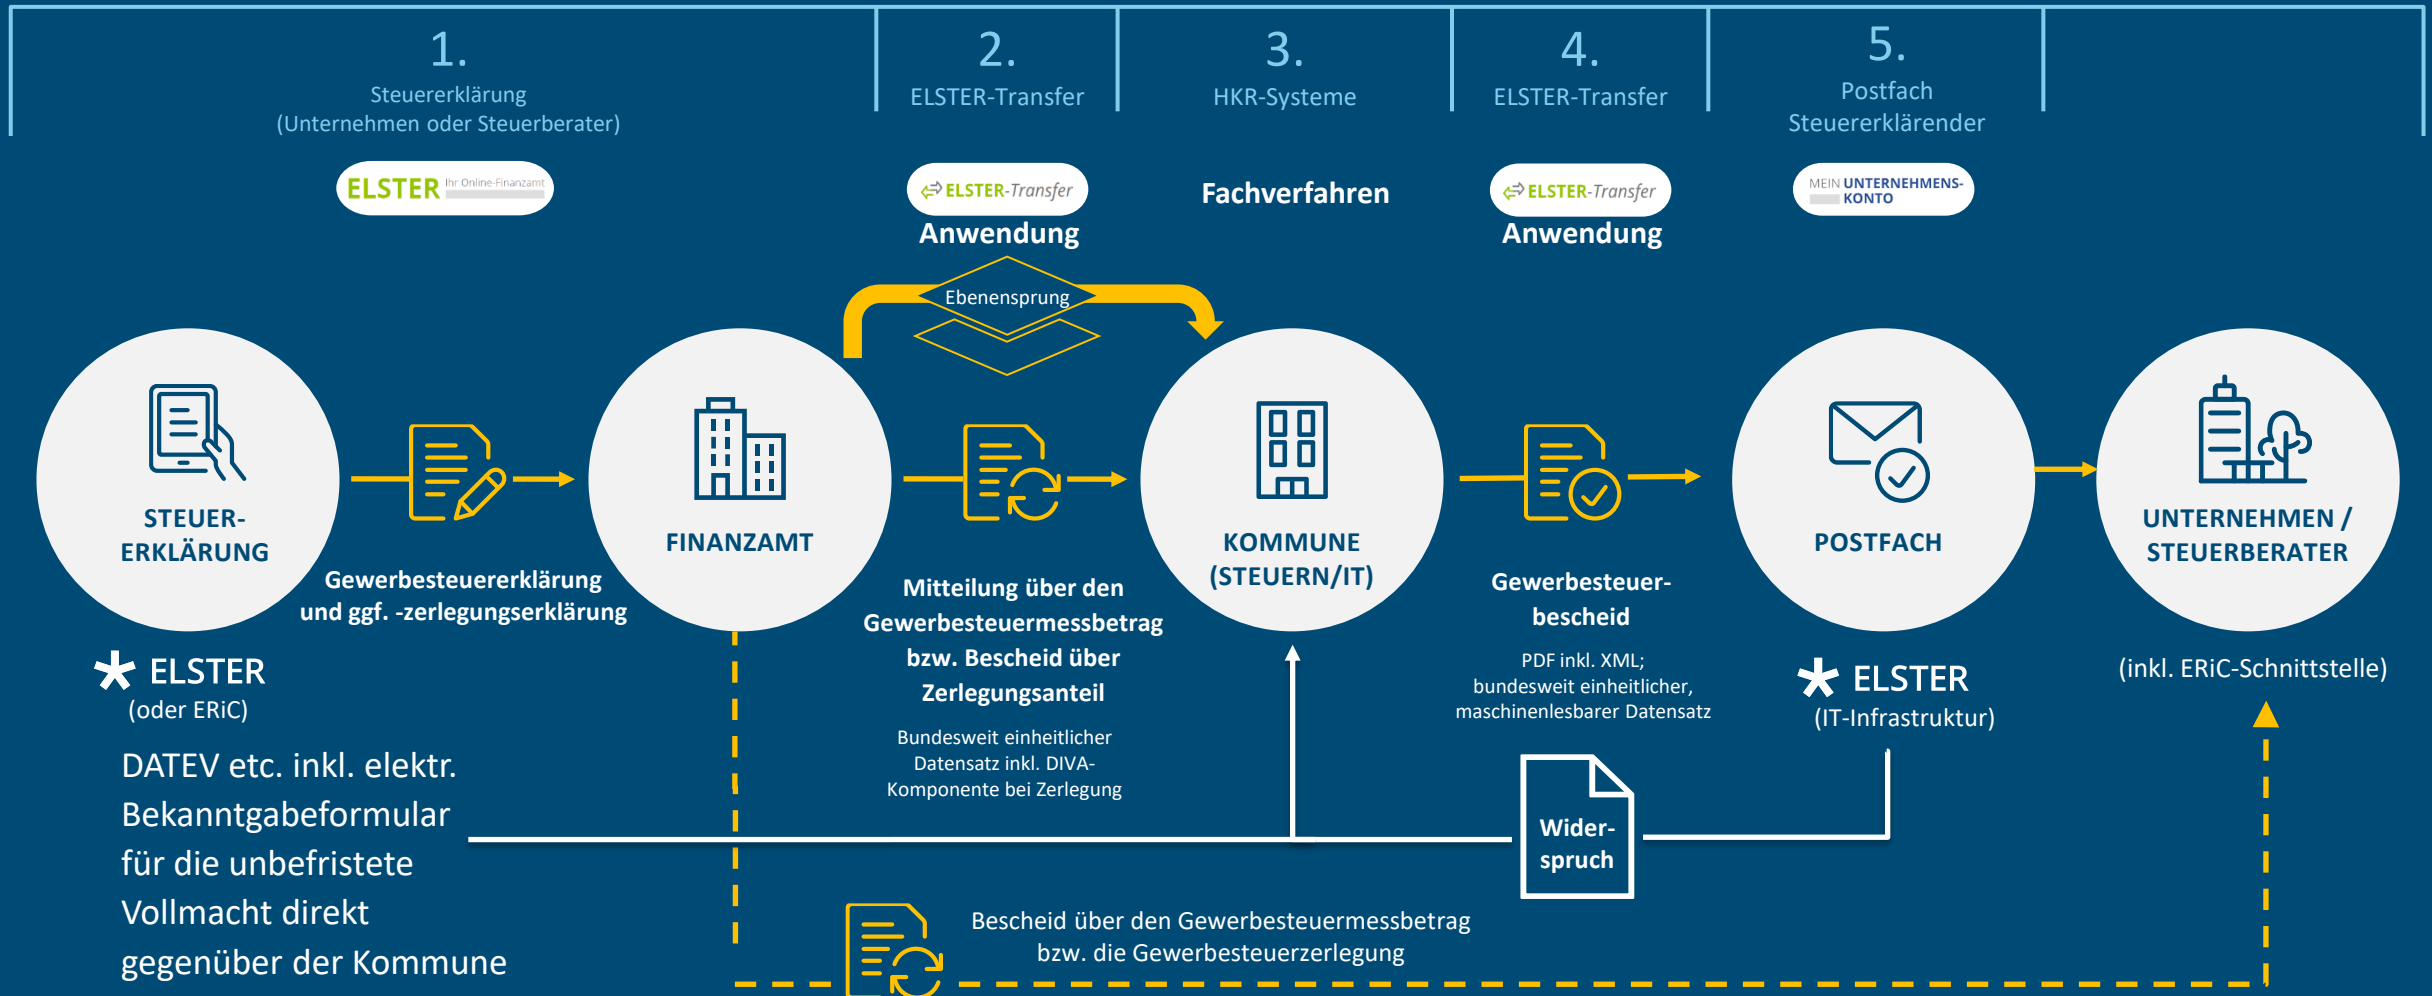 1.
Steuererklärung
(Unternehmen oder Steuerberater)
ELSTER Ihr Online-Finanzamt
2.
ELSTER-Transfer
ELSTER-Transfer
Anwendung
3.
HKR-Systeme
Fachverfahren
4.
ELSTER-Transfer
ELSTER-Transfer
Anwendung
5.
Postfach
Steuererklärender
MEIN UNTERNEHMENS-
KONTO
Ebenensprung
STEUER-
ERKLÄRUNG
Gewerbesteuererklärung
und ggf. -zerlegungserklärung
FINANZAMT
Mitteilung über den
Gewerbesteuermessbetrag
bzw. Bescheid über
Zerlegungsanteil
Bundesweit einheitlicher
Datensatz inkl. DIVA-
Komponente bei Zerlegung
KOMMUNE
(STEUERN/IT)
Gewerbesteuer-
bescheid
PDF inkl. XML;
bundesweit einheitlicher,
maschinenlesbarer Datensatz
POSTFACH
ELSTER
(IT-Infrastruktur)
UNTERNEHMEN /
STEUERBERATER
(inkl. ERiC-Schnittstelle)
ELSTER
(oder ERiC)
DATEV etc. inkl. elektr.
Bekanntgabeformular
für die unbefristete
Vollmacht direkt
gegenüber der Kommune
Wider-
spruch
Bescheid über den Gewerbesteuermessbetrag
bzw. die Gewerbesteuerzerlegung